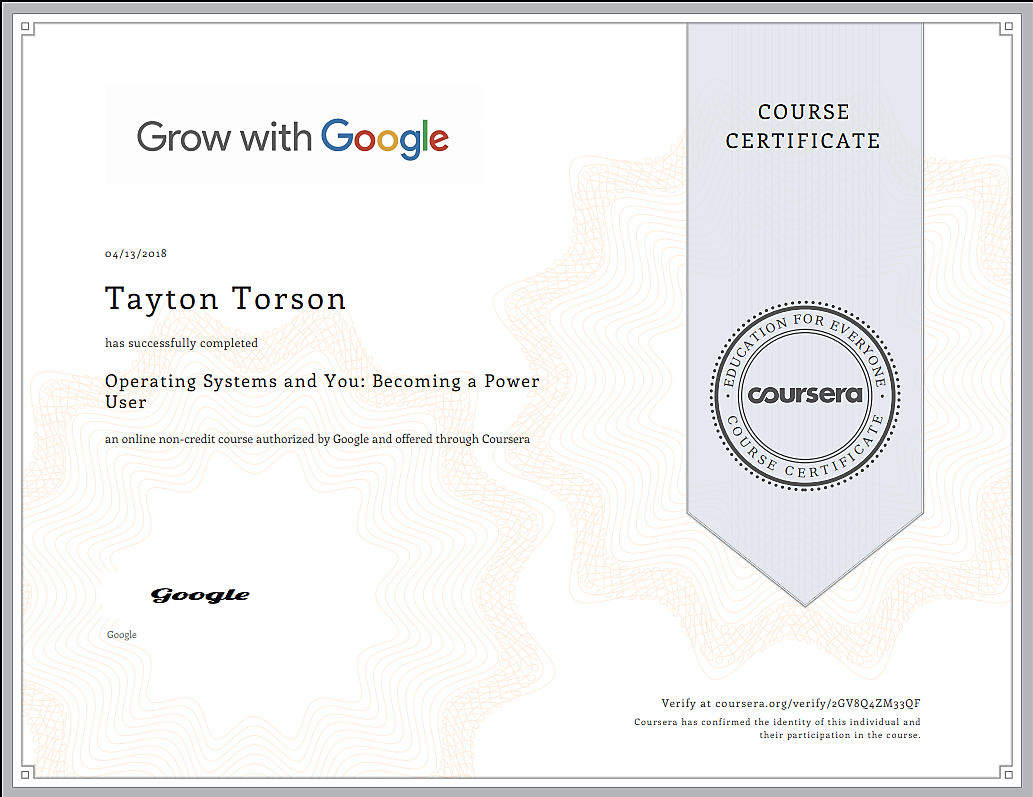 Grow with Google
COURSE
CERTIFICATE
04/13/2018
Tayton Torson
has successfully completed
Operating Systems and You: Becoming a Power
User
an online non-credit course authorized by Google and offered through Coursera
EDUCATION FOR EVERYONE
coursera
COURSE CERTIFICATE
Google
Google
Verify at coursera.org/verify/2GV8Q4ZM33QF
Coursera has confirmed the identity of this individual and
their participation in the course.